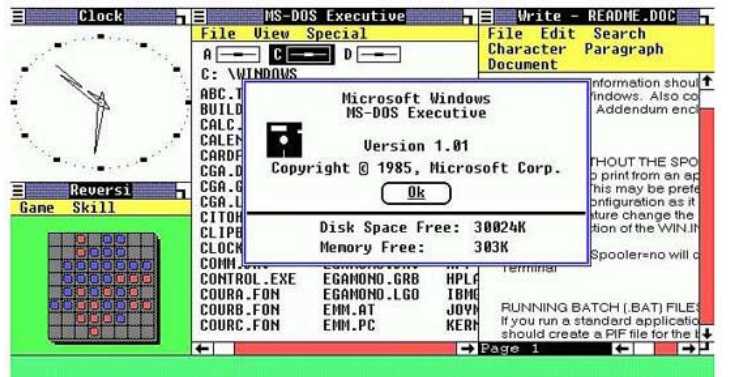 Clock
MS-DOS Executive
Write - README.DOC
File View Special
File Edit Search
Character Paragraph
Document
A
C
D
C: \WINDOWS
ABC.T
BUILD
CALC.
CALEN
CARDF
CGA.D
CGA.G
CGA.L
CITOH
CLIPB
CLOCK
CONTROL.EXE EGAMONO.GRB HPLA
COURA.FON EGAMONO.LGO IBMG
COURB.FON EMM.AT JOYN
COURC.FON EMM.PC KERN
Microsoft Windows
MS-DOS Executive
Version 1.01
Copyright © 1985, Microsoft Corp.
Ok
Disk Space Free: 30024K
Memory Free: 303K
Reversi
Game Skill
nformation shoul
Windows. Also co
Addendum encl
THOUT THE SPO
o print from an ap
This may be prefe
onfiguration as it
ature change the
ction of the WIN.IN
Spooler=no will c
Terminal
RUNNING BATCH (.BAT) FILES
If you run a standard applicatio
should create a PIF file for the b
Page 1